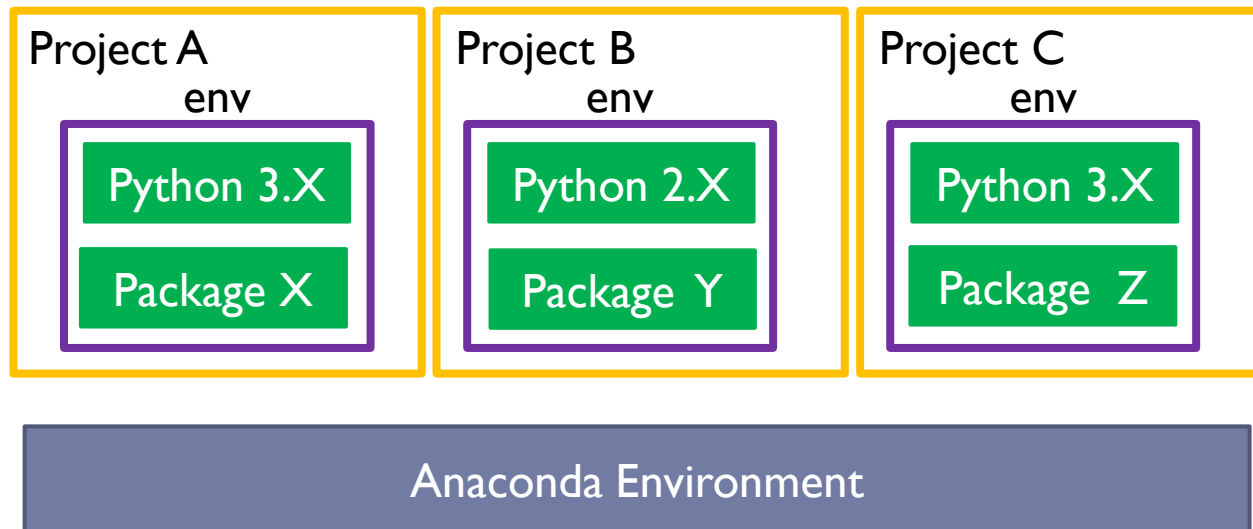 Project A
env
Python 3.X
Package X
Project B
env
Python 2.X
Package Y
Project C
env
Python 3.X
Package Z
Anaconda Environment